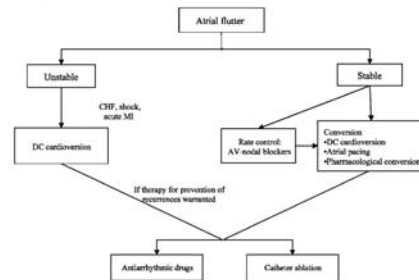 Atrial flutter
Unstable
Stable
CHF, shock,
acute MI
DC cardioversion
Rate control:
AV-nodal blockers
Conversion
•DC cardioversion
•Atrial pacing
•Pharmacological conversion
If therapy for prevention of
recurrences warranted
Antiarrhythmic drugs
Catheter ablation